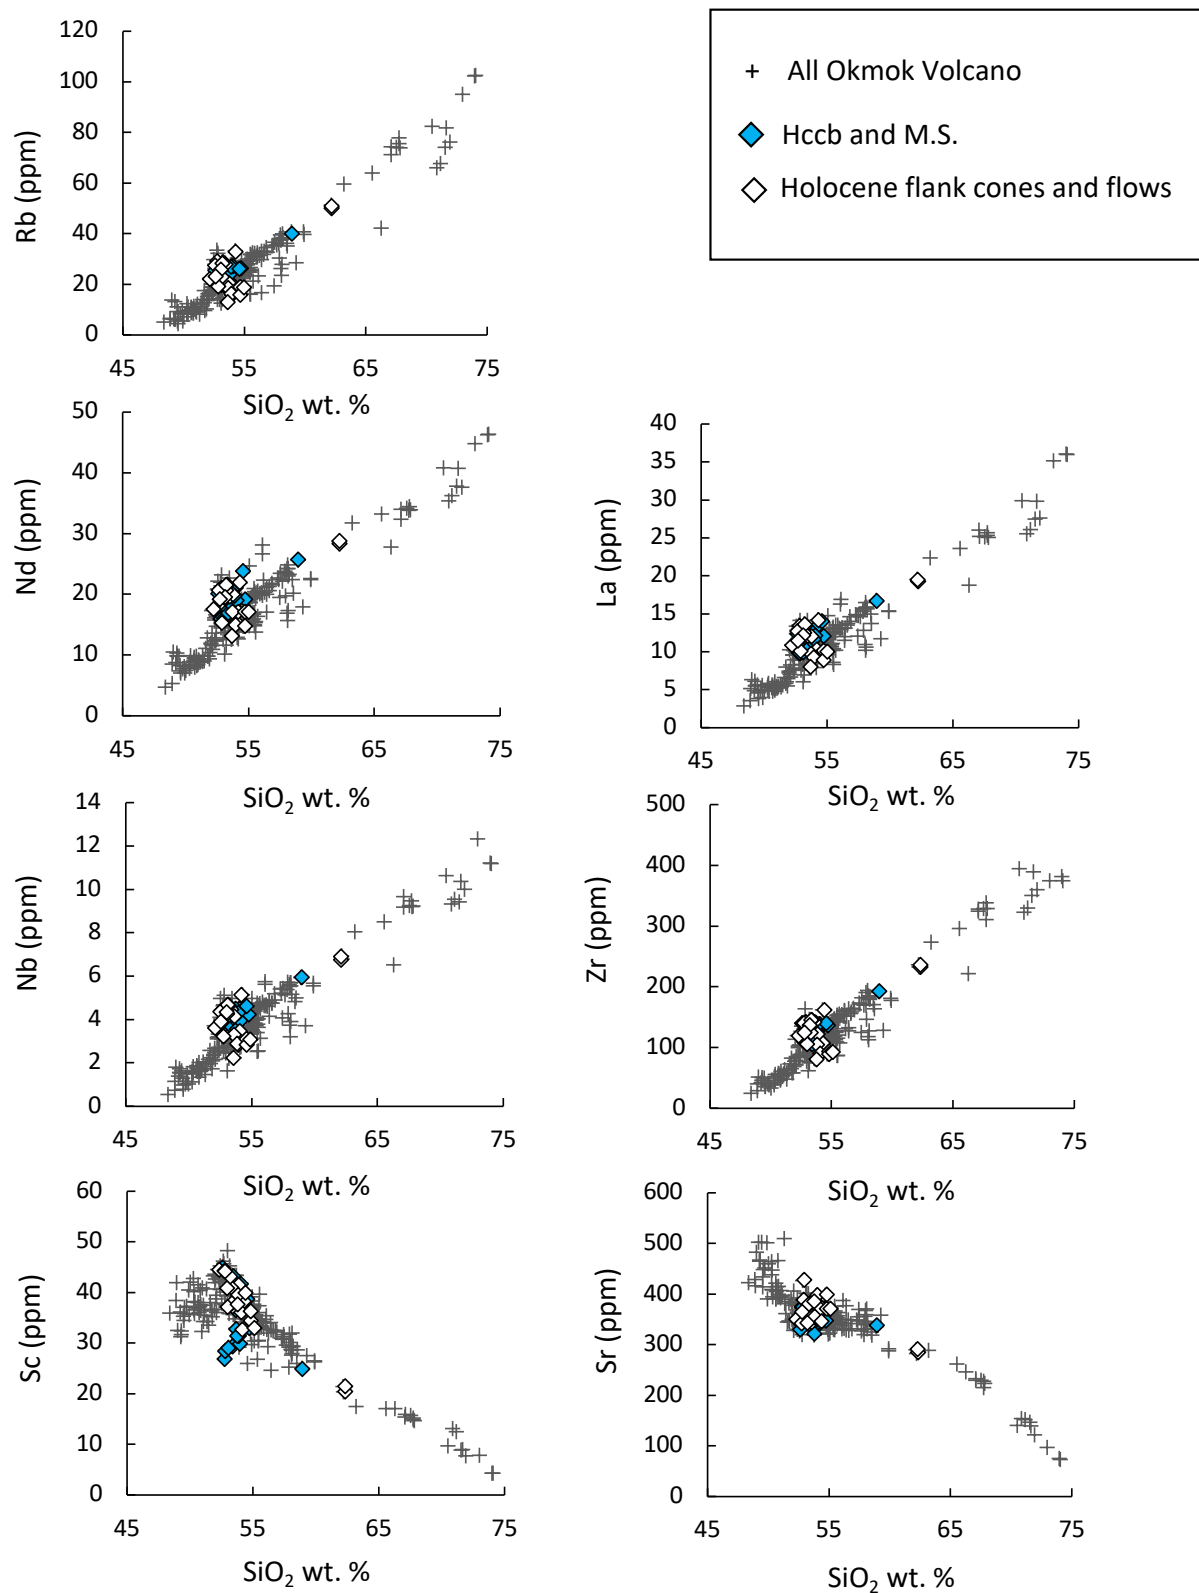 120
100
80
60
40
20
0
Rb (ppm)
45 55 65 75
SiO2 wt. %
+ All Okmok Volcano
Hccb and M.S.
Holocene flank cones and flows
50
40
30
20
10
0
Nd (ppm)
45 55 65 75
SiO2 wt. %
40
35
30
25
20
15
10
5
0
La (ppm)
45 55 65 75
SiO2 wt. %
14
12
10
8
6
4
2
0
Nb (ppm)
45 55 65 75
SiO2 wt. %
500
400
300
200
100
0
Zr (ppm)
45 55 65 75
SiO2 wt. %
60
50
40
30
20
10
0
Sc (ppm)
45 55 65 75
SiO2 wt. %
600
500
400
300
200
100
0
Sr (ppm)
45 55 65 75
SiO2 wt. %